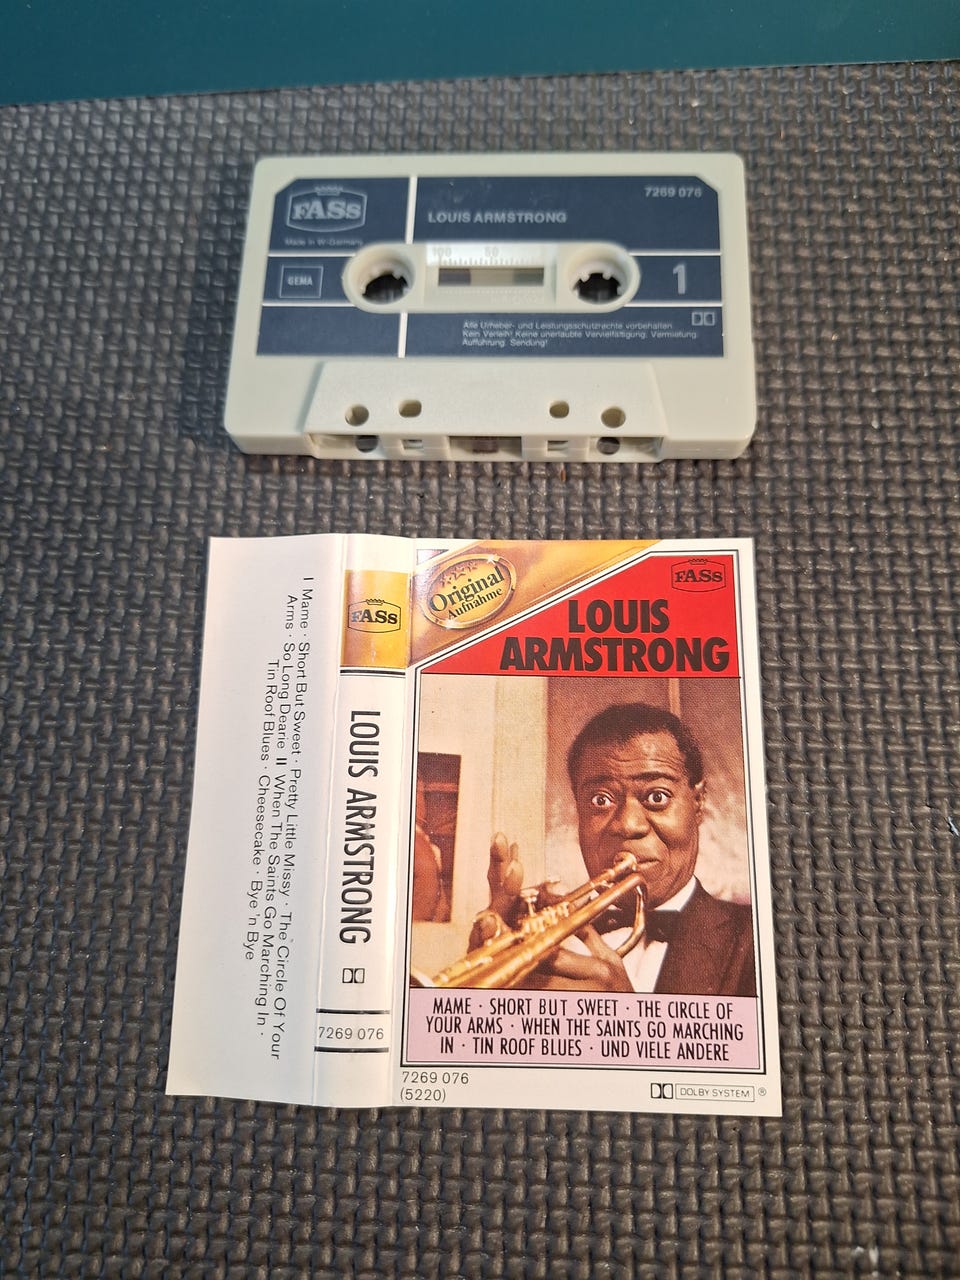 FASS
Made in W-Germany
LOUIS ARMSTRONG
7269 076
GEMA
100 50
1
Alle Urheber- und Leistungsschutzrechte vorbehalten.
Kein Verleih! Keine unerlaubte Vervielfältigung, Vermietung,
Aufführung, Sendung!
I Mame · Short But Sweet · Pretty Little Missy · The Circle Of Your
Arms · So Long Dearie II When The Saints Go Marching In ·
Tin Roof Blues · Cheesecake · Bye 'n Bye
FASS
LOUIS ARMSTRONG
7269 076
Original
Aufnahme
FASS
LOUIS
ARMSTRONG
MAME · SHORT BUT SWEET · THE CIRCLE OF
YOUR ARMS · WHEN THE SAINTS GO MARCHING
IN · TIN ROOF BLUES · UND VIELE ANDERE
7269 076
(5220)
DOLBY SYSTEM ®